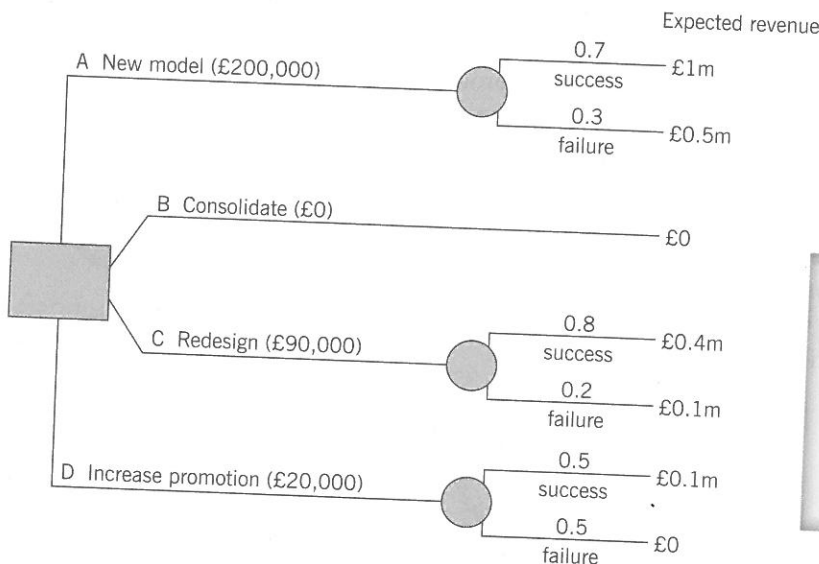 Expected revenue
A New model (£200,000)
0.7
success
£1m
0.3
failure
£0.5m
B Consolidate (£0)
£0
C Redesign (£90,000)
0.8
success
£0.4m
0.2
failure
£0.1m
D Increase promotion (£20,000)
0.5
success
£0.1m
0.5
failure
£0